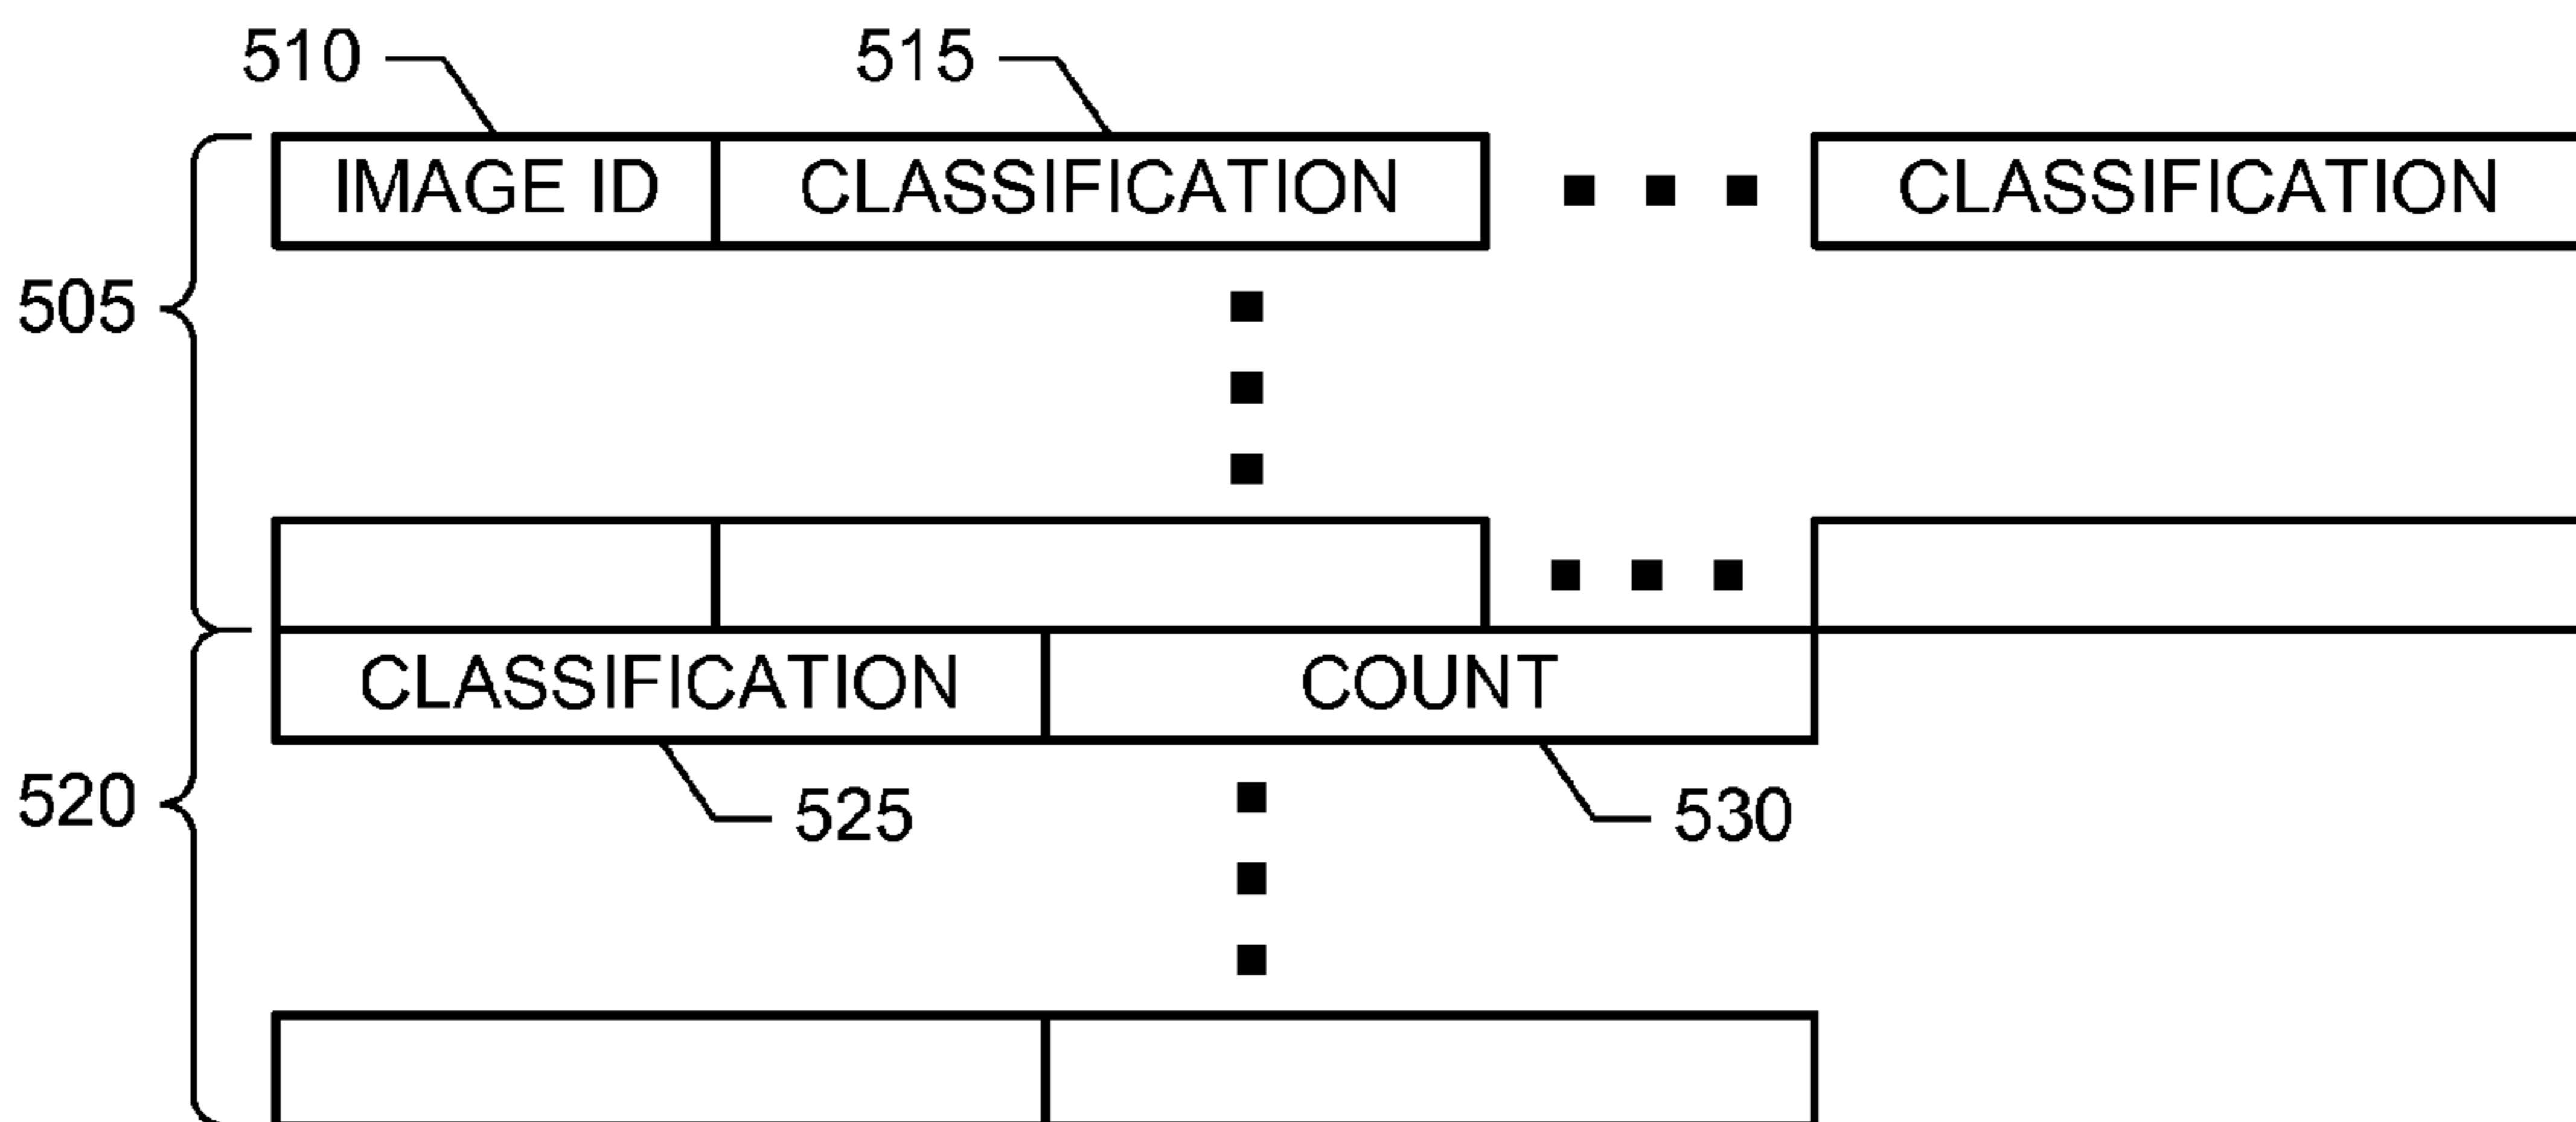 510 515
IMAGE ID CLASSIFICATION CLASSIFICATION
505
CLASSIFICATION COUNT
520 525 530